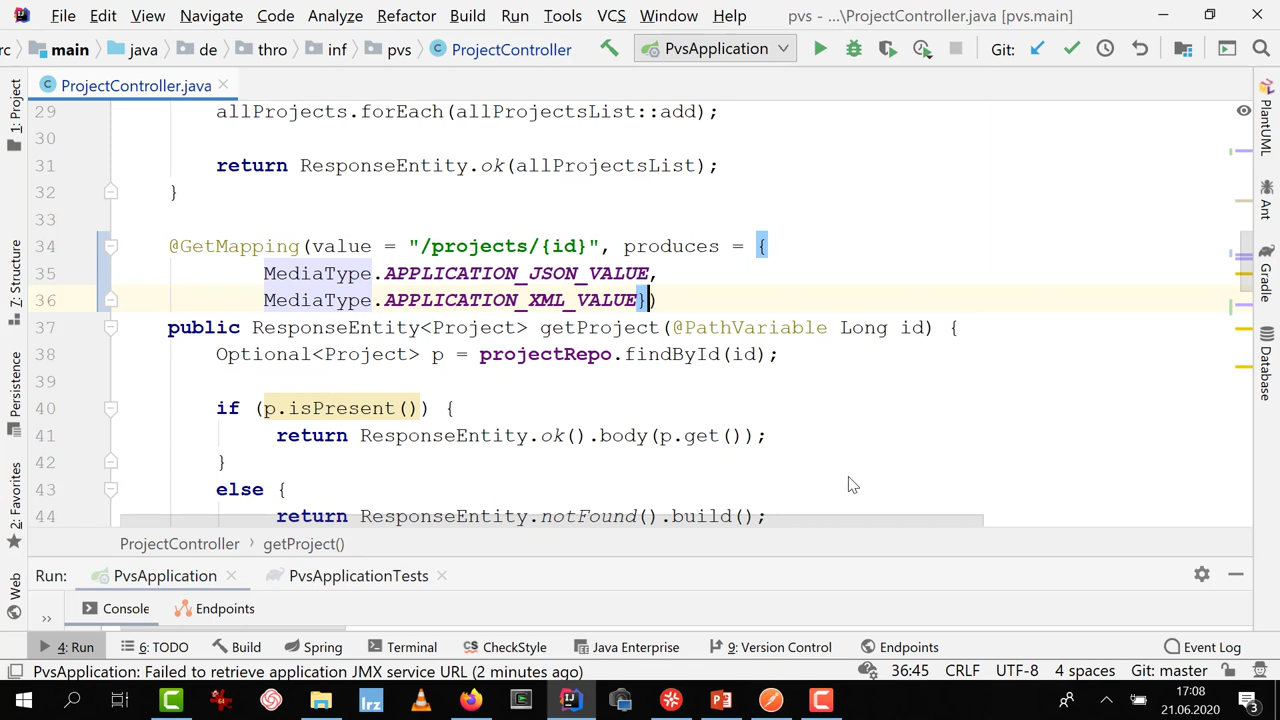 File Edit View Navigate Code Analyze Refactor Build Run Tools VCS Window Help pvs - ...\ProjectController.java [pvs.main]
rc main java de thro inf pvs ProjectController PvsApplication Git:
ProjectController.java
29 allProjects.forEach(allProjectsList::add);
30
31 return ResponseEntity.ok(allProjectsList);
32 }
33
34 @GetMapping(value = "/projects/{id}", produces = {
35 MediaType.APPLICATION_JSON_VALUE,
36 MediaType.APPLICATION_XML_VALUE})
37 public ResponseEntity<Project> getProject(@PathVariable Long id) {
38 Optional<Project> p = projectRepo.findById(id);
39
40 if (p.isPresent()) {
41 return ResponseEntity.ok().body(p.get());
42 }
43 else {
44 return ResponseEntity.notFound().build();
ProjectController › getProject()
1: Project
7: Structure
Persistence
2: Favorites
Web
PlantUML
Ant
Gradle
Database
Run: PvsApplication PvsApplicationTests
» Console Endpoints
4: Run 6: TODO Build Spring Terminal CheckStyle Java Enterprise 9: Version Control Endpoints Event Log
PvsApplication: Failed to retrieve application JMX service URL (2 minutes ago) 36:45 CRLF UTF-8 4 spaces Git: master
lrz
17:08
21.06.2020
3